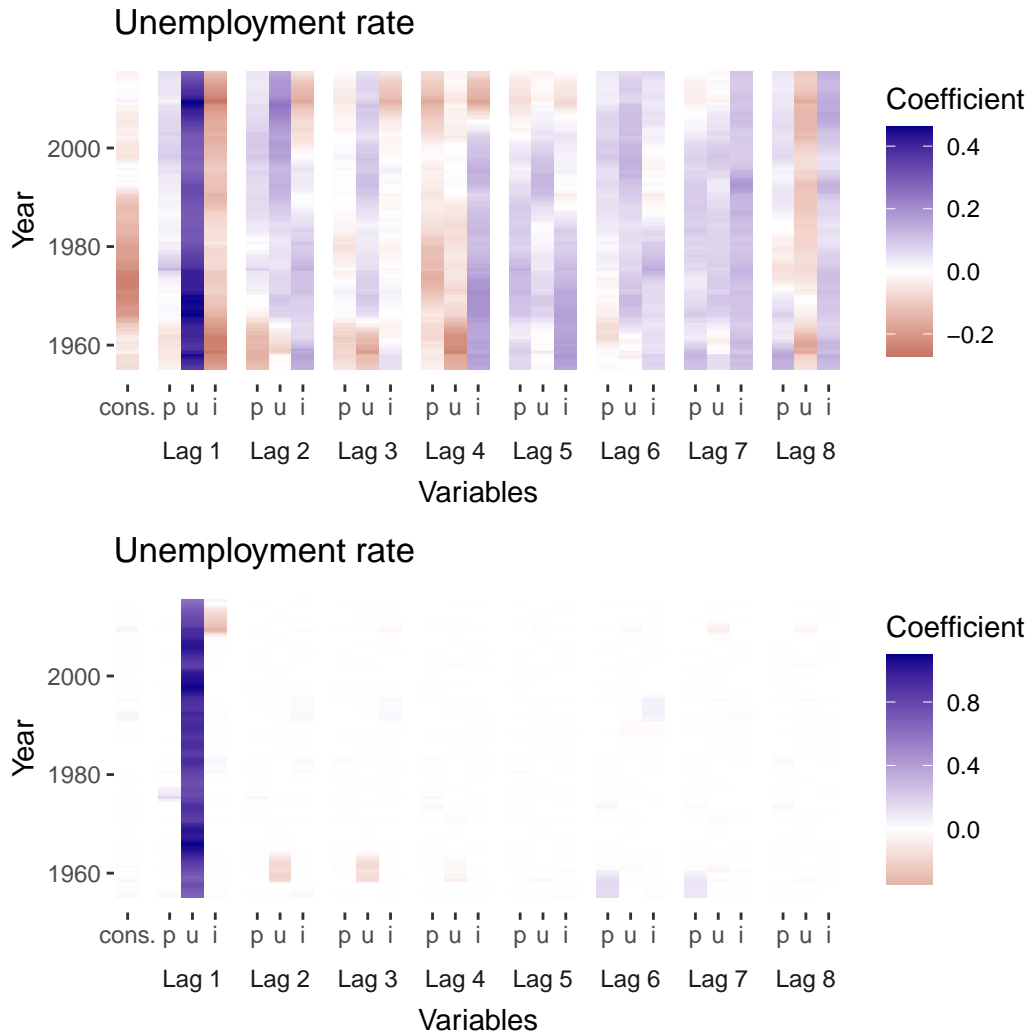 Unemployment rate
Year
2000
1980
1960
cons. p u i p u i p u i p u i p u i p u i p u i p u i
Lag 1 Lag 2 Lag 3 Lag 4 Lag 5 Lag 6 Lag 7 Lag 8
Variables
Coefficient
0.4
0.2
0.0
−0.2
Unemployment rate
Year
2000
1980
1960
cons. p u i p u i p u i p u i p u i p u i p u i p u i
Lag 1 Lag 2 Lag 3 Lag 4 Lag 5 Lag 6 Lag 7 Lag 8
Variables
Coefficient
0.8
0.4
0.0